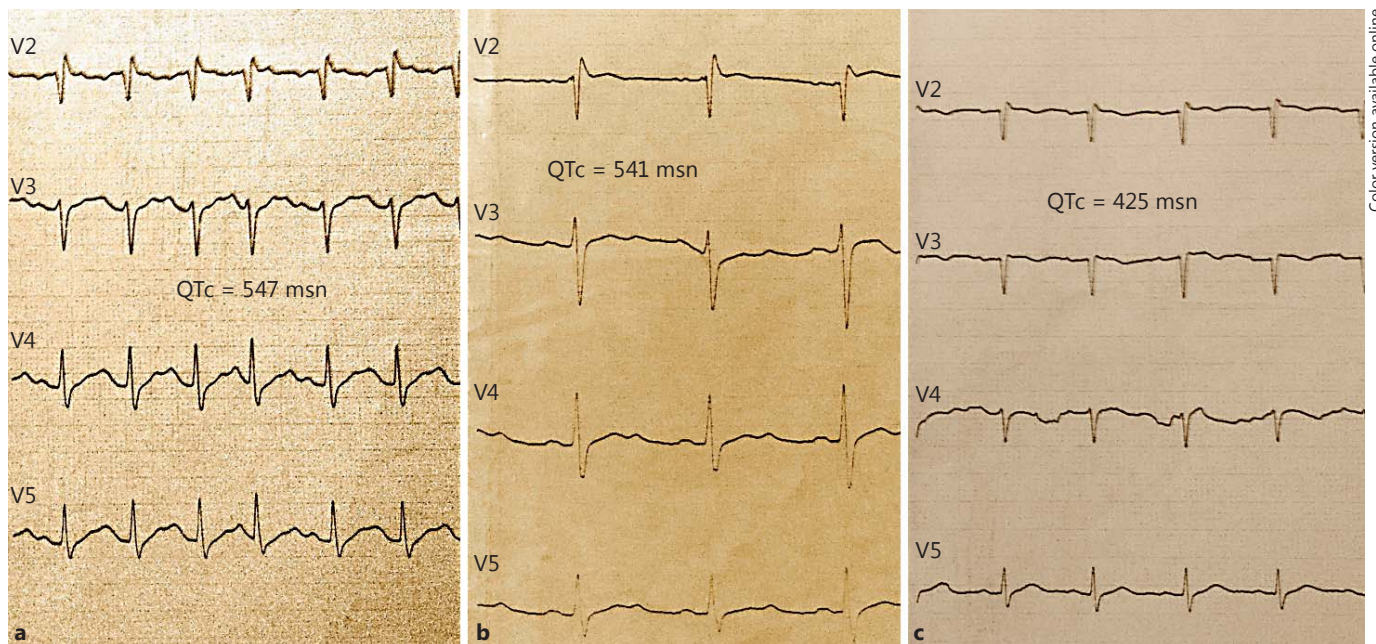 V2
V3
QTc = 547 msn
V4
V5
a
V2
QTc = 541 msn
V3
V4
V5
b
V2
QTc = 425 msn
V3
V4
V5
c
Color version available online